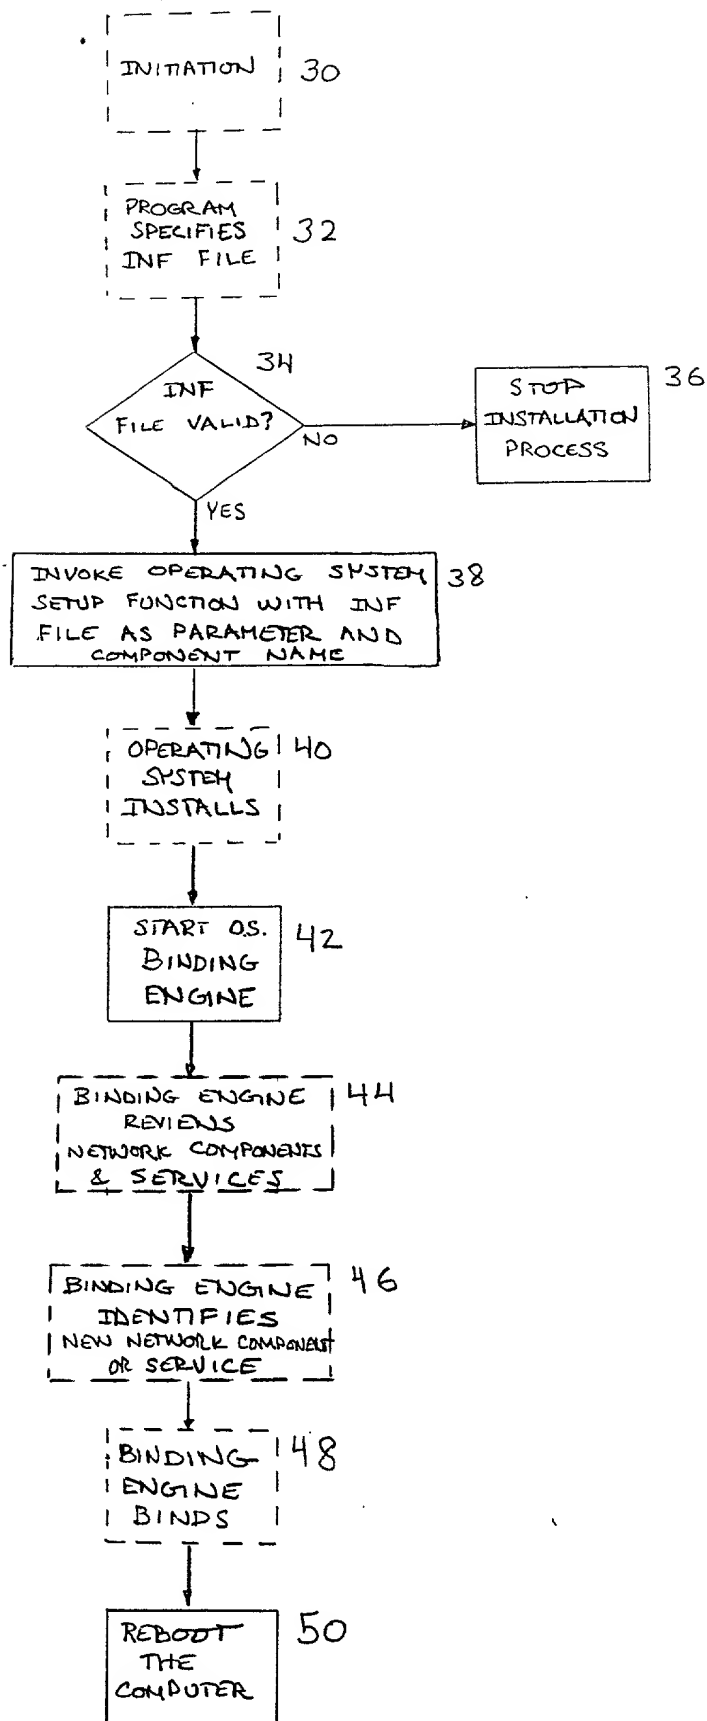 INITIATION
30
PROGRAM
SPECIFIES
INF FILE
32
34
INF
FILE VALID?
NO
YES
36
STOP
INSTALLATION
PROCESS
INVOKE OPERATING SYSTEM
SETUP FUNCTION WITH INF
FILE AS PARAMETER AND
COMPONENT NAME
38
OPERATING
SYSTEM
INSTALLS
40
START O.S.
BINDING
ENGINE
42
BINDING ENGINE
REVIEWS
NETWORK COMPONENTS
& SERVICES
44
BINDING ENGINE
IDENTIFIES
NEW NETWORK COMPONENT
OR SERVICE
46
BINDING
ENGINE
BINDS
48
REBOOT
THE
COMPUTER
50